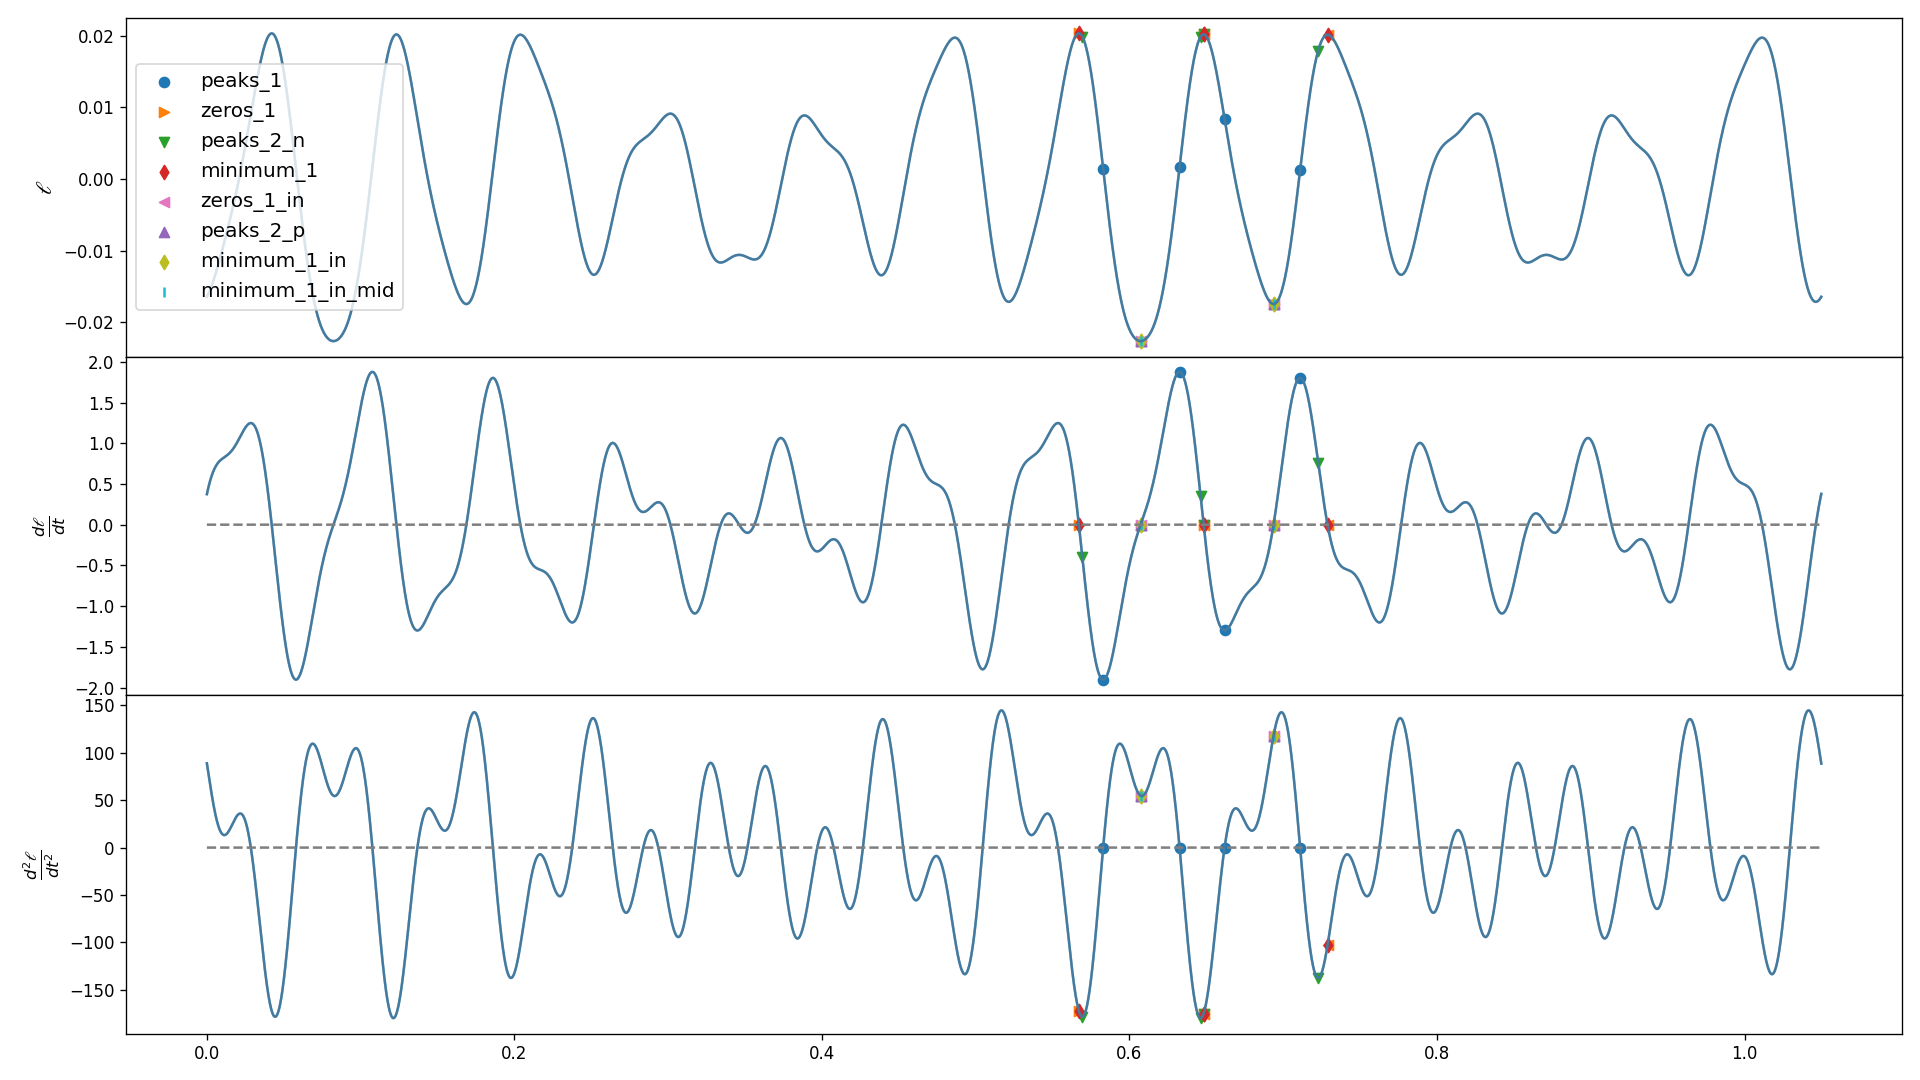 0.02
0.01
0.00
−0.01
−0.02
ℓ
peaks_1
zeros_1
peaks_2_n
minimum_1
zeros_1_in
peaks_2_p
minimum_1_in
minimum_1_in_mid
2.0
1.5
1.0
0.5
0.0
−0.5
−1.0
−1.5
−2.0
dℓ
dt
150
100
50
0
−50
−100
−150
d²ℓ
dt²
0.0 0.2 0.4 0.6 0.8 1.0